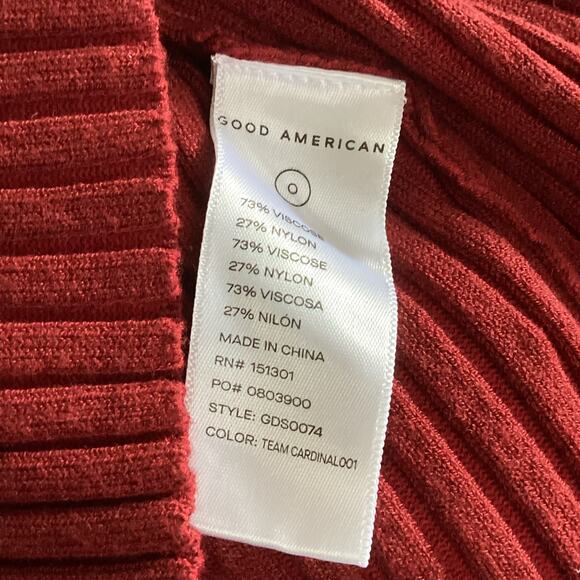 GOOD AMERICAN
0
73% VISCOSE
27% NYLON
73% VISCOSE
27% NYLON
73% VISCOSA
27% NILÓN
MADE IN CHINA
RN# 151301
PO# 0803900
STYLE: GDS0074
COLOR: TEAM CARDINAL001